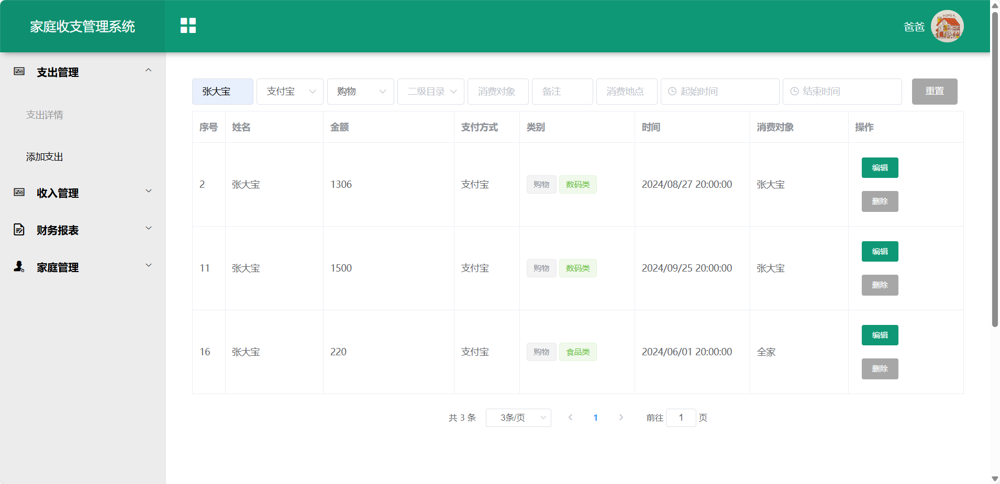 家庭收支管理系统
爸爸
支出管理
支出详情
添加支出
收入管理
财务报表
家庭管理
张大宝 支付宝 购物 二级目录 消费对象 备注 消费地点 起始时间 结束时间 重置
序号 姓名 金额 支付方式 类别 时间 消费对象 操作
2 张大宝 1306 支付宝 购物 数码类 2024/08/27 20:00:00 张大宝 编辑 删除
11 张大宝 1500 支付宝 购物 数码类 2024/09/25 20:00:00 张大宝 编辑 删除
16 张大宝 220 支付宝 购物 食品类 2024/06/01 20:00:00 全家 编辑 删除
共 3 条 3条/页 1 前往 1 页